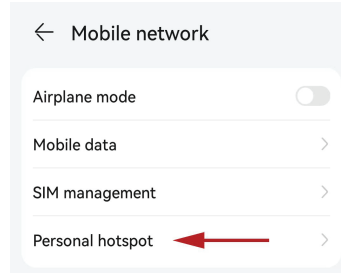 Mobile network
Airplane mode
Mobile data
SIM management
Personal hotspot